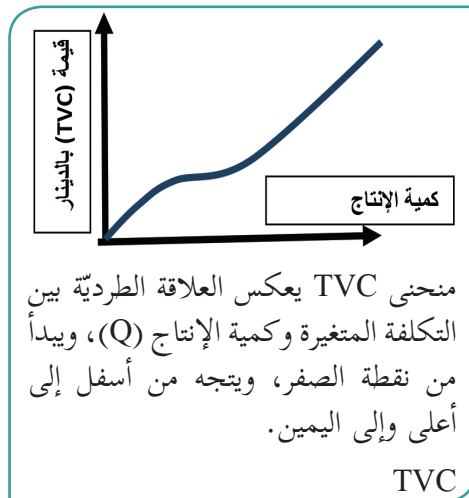 قيمة (TVC) بالدينار
كمية الإنتاج
منحنى TVC يعكس العلاقة الطرديّة بين
التكلفة المتغيرة وكمية الإنتاج (Q)، ويبدأ
من نقطة الصفر، ويتجه من أسفل إلى
أعلى وإلى اليمين.
TVC